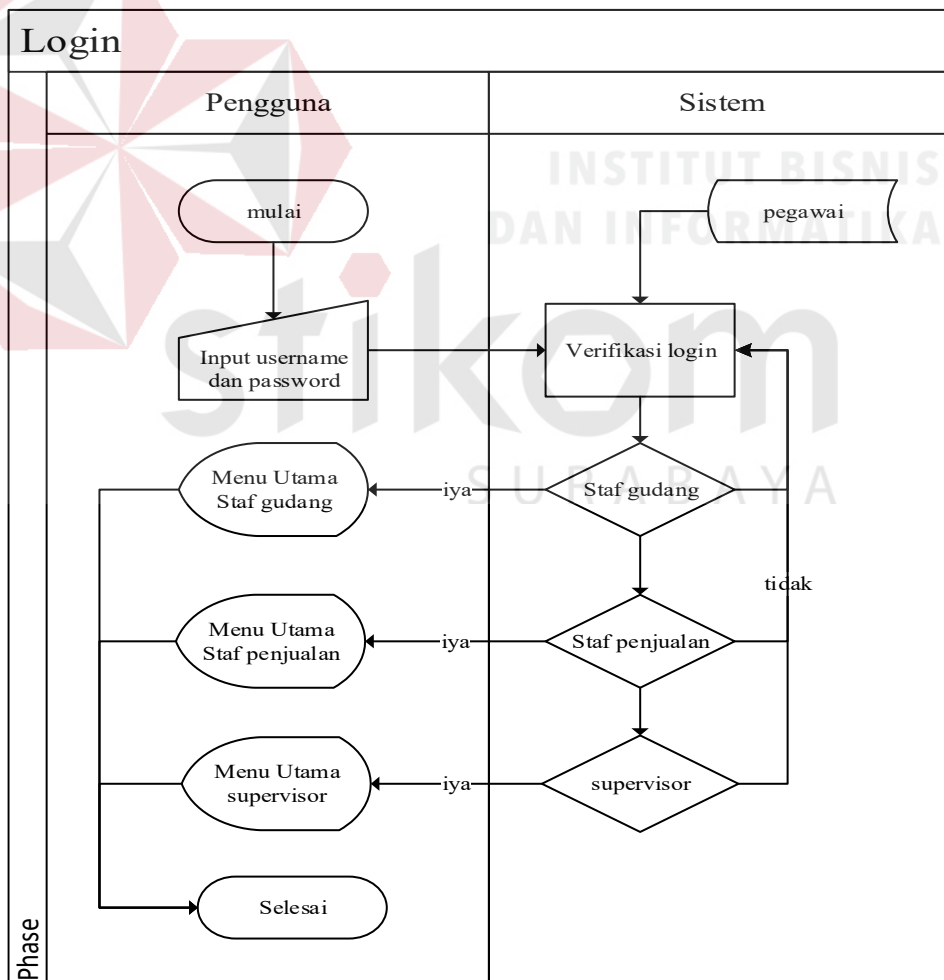 Login
Pengguna
Sistem
INSTITUT BISNIS
DAN INFORMATIKA
stikom
SURABAYA
mulai
pegawai
Input username
dan password
Verifikasi login
Menu Utama
Staf gudang
iya
Staf gudang
tidak
Menu Utama
Staf penjualan
iya
Staf penjualan
Menu Utama
supervisor
iya
supervisor
Selesai
Phase